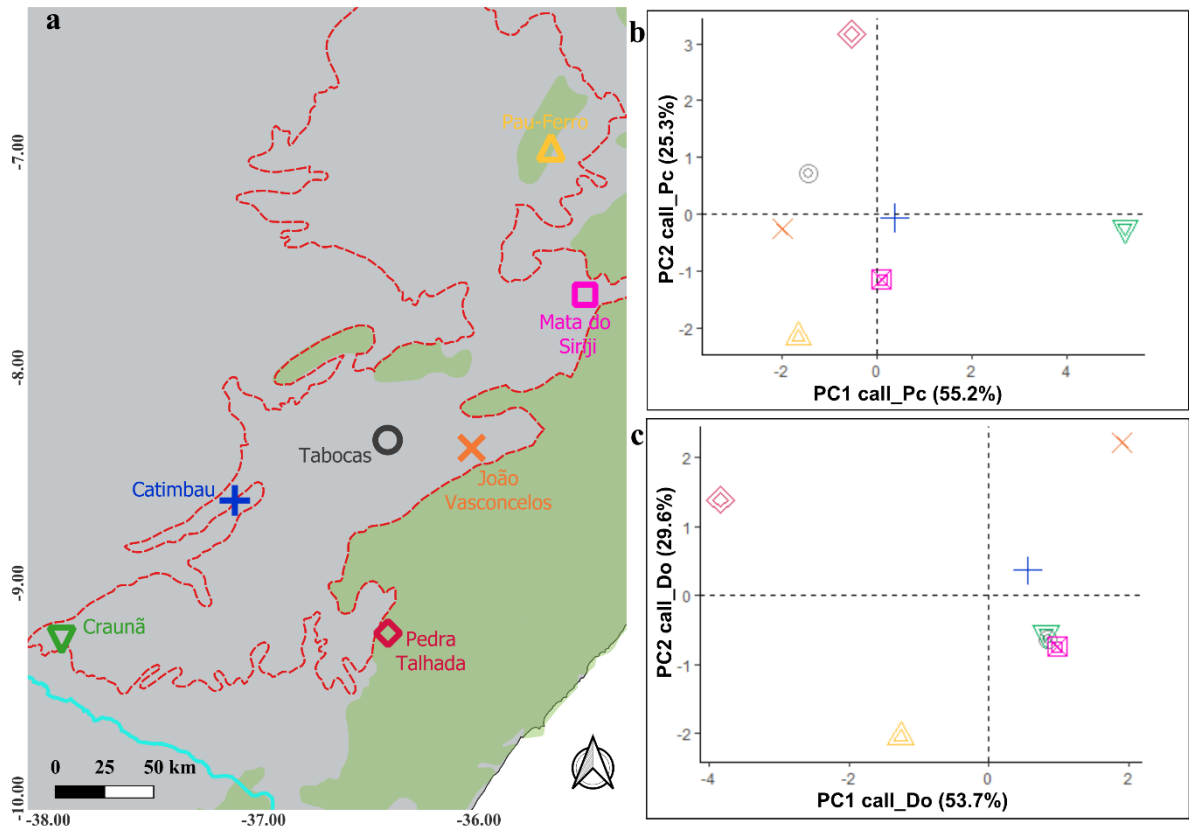 a
Pau-Ferro
Mata do
Siriji
Tabocas
João
Vasconcelos
Catimbau
Craunã
Pedra
Talhada
0 25 50 km
-7.00
-8.00
-9.00
-10.00
-38.00 -37.00 -36.00
b
PC2 call_Pc (25.3%)
3
2
1
0
-1
-2
-2 0 2 4
PC1 call_Pc (55.2%)
c
PC2 call_Do (29.6%)
2
1
0
-1
-2
-4 -2 0 2
PC1 call_Do (53.7%)